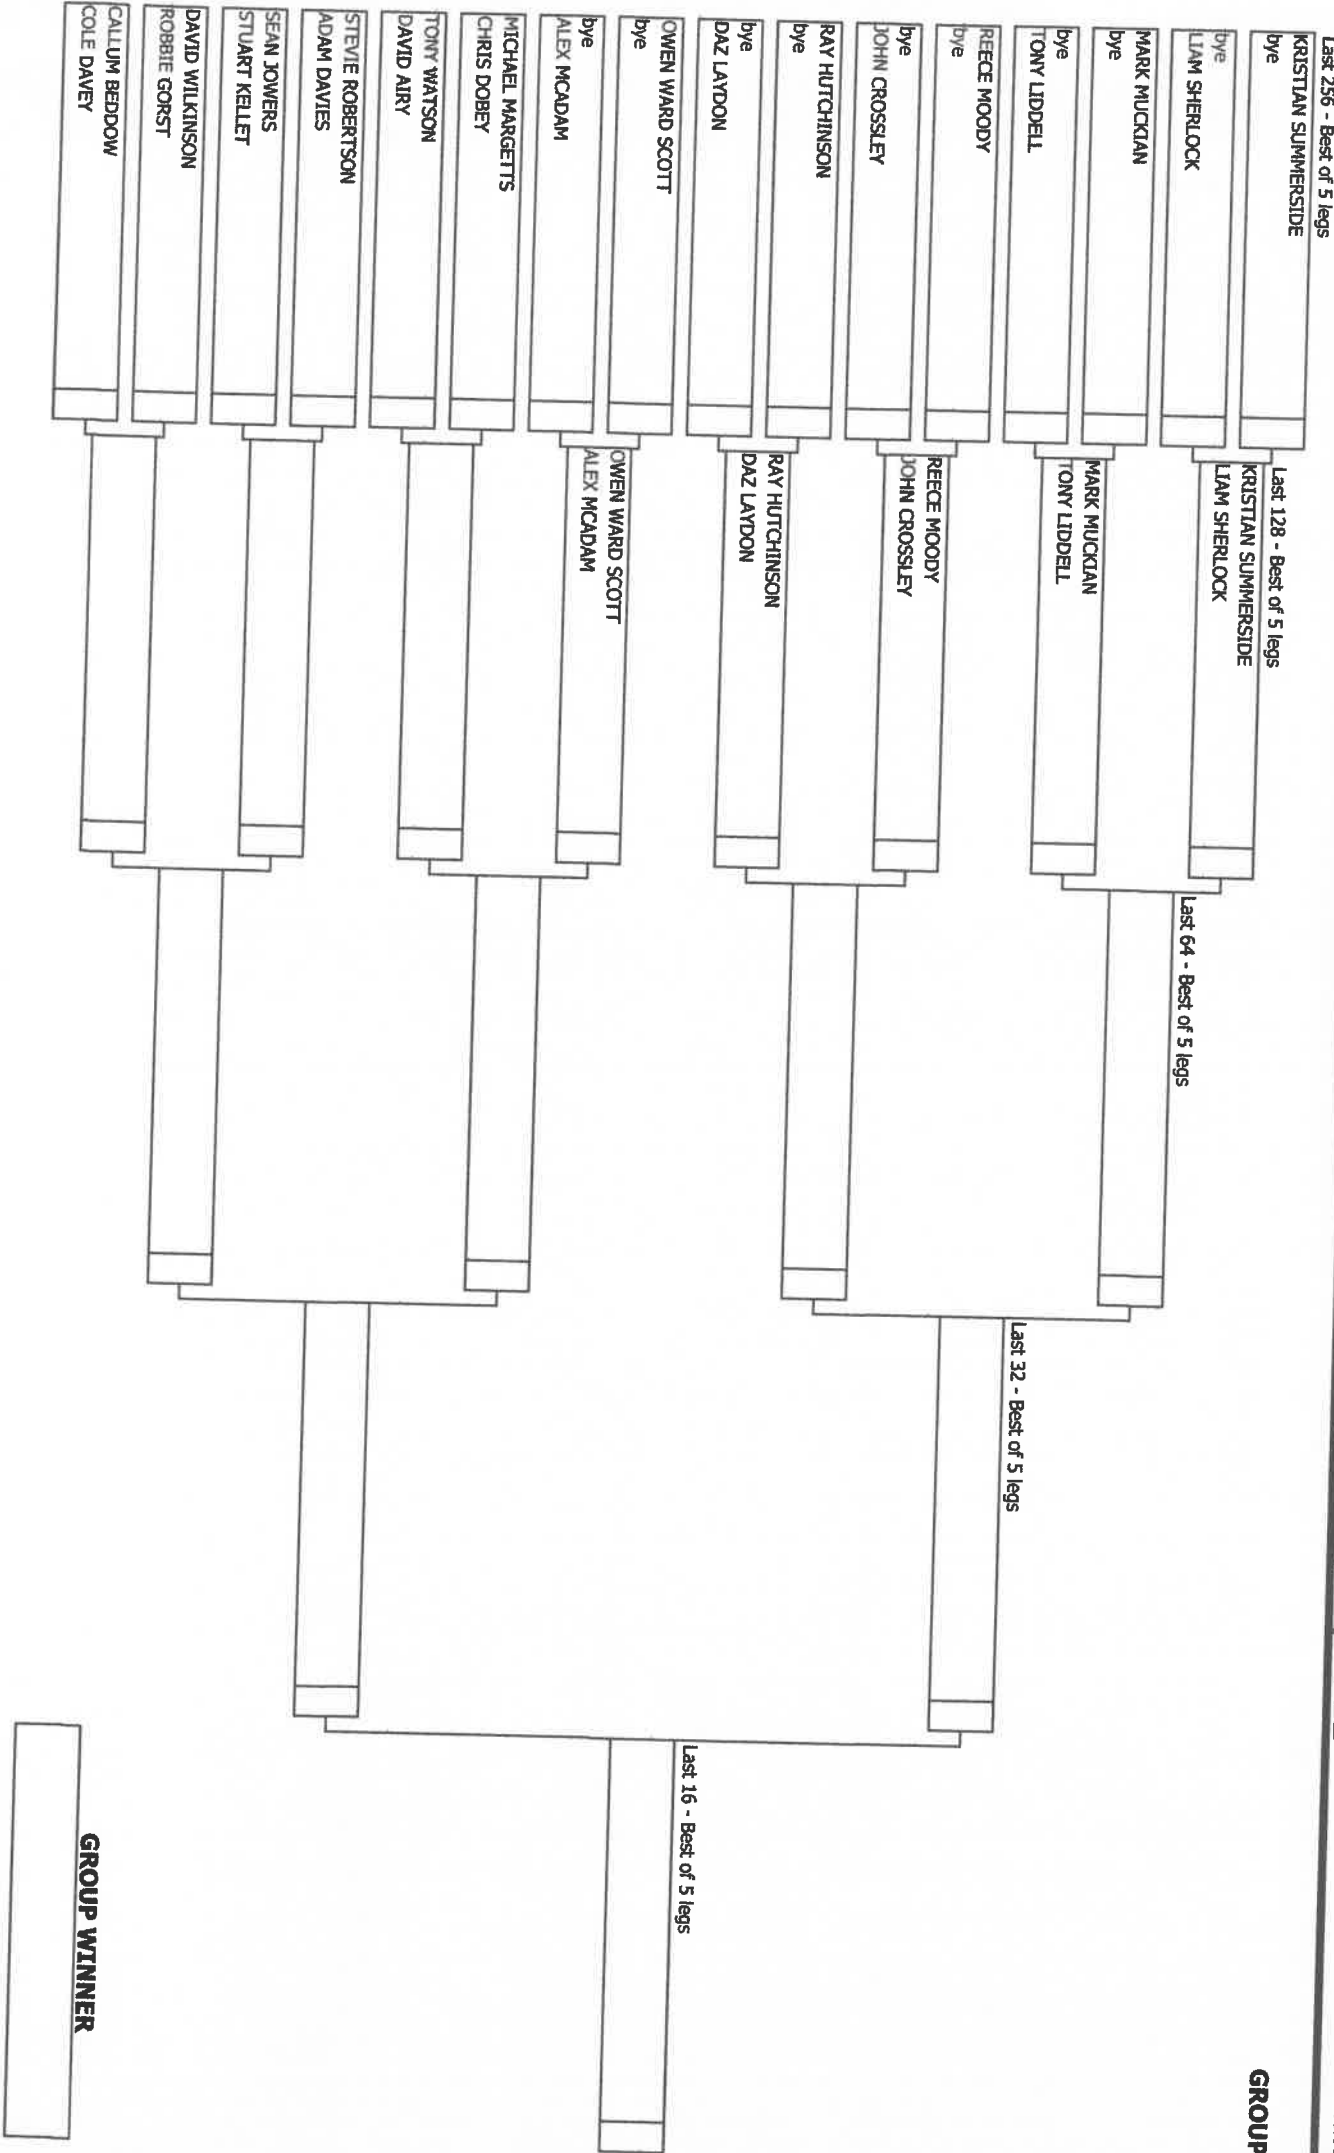 GROUP
Last 256 - Best of 5 legs
KRISTIAN SUMMERSIDE
bye
bye
LIAM SHERLOCK
MARK MUCKIAN
bye
bye
TONY LIDDELL
REECE MOODY
bye
bye
JOHN CROSSLEY
RAY HUTCHINSON
bye
bye
DAZ LAYDON
OWEN WARD SCOTT
bye
bye
ALEX MCADAM
MICHAEL MARGETTS
CHRIS DOBEY
TONY WATSON
DAVID AIRY
STEVIE ROBERTSON
ADAM DAVIES
SEAN JOWERS
STUART KELLET
DAVID WILKINSON
ROBBIE GORST
CALLUM BEDDOW
COLE DAVEY
Last 128 - Best of 5 legs
KRISTIAN SUMMERSIDE
LIAM SHERLOCK
MARK MUCKIAN
TONY LIDDELL
REECE MOODY
JOHN CROSSLEY
RAY HUTCHINSON
DAZ LAYDON
OWEN WARD SCOTT
ALEX MCADAM
Last 64 - Best of 5 legs
Last 32 - Best of 5 legs
Last 16 - Best of 5 legs
GROUP WINNER